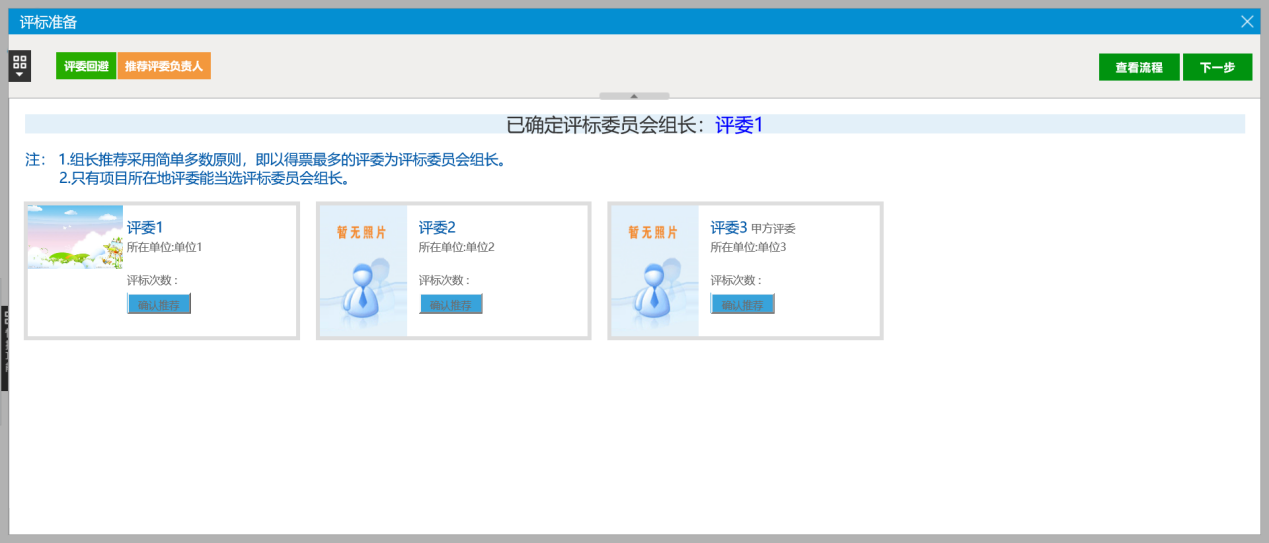 评标准备
评委回避 推荐评委负责人 查看流程 下一步
已确定评标委员会组长：评委1
注： 1.组长推荐采用简单多数原则，即以得票最多的评委为评标委员会组长。
2.只有项目所在地评委能当选评标委员会组长。
评委1
所在单位:单位1
评标次数：
确认推荐
暂无照片
评委2
所在单位:单位2
评标次数：
确认推荐
暂无照片
评委3 甲方评委
所在单位:单位3
评标次数：
确认推荐